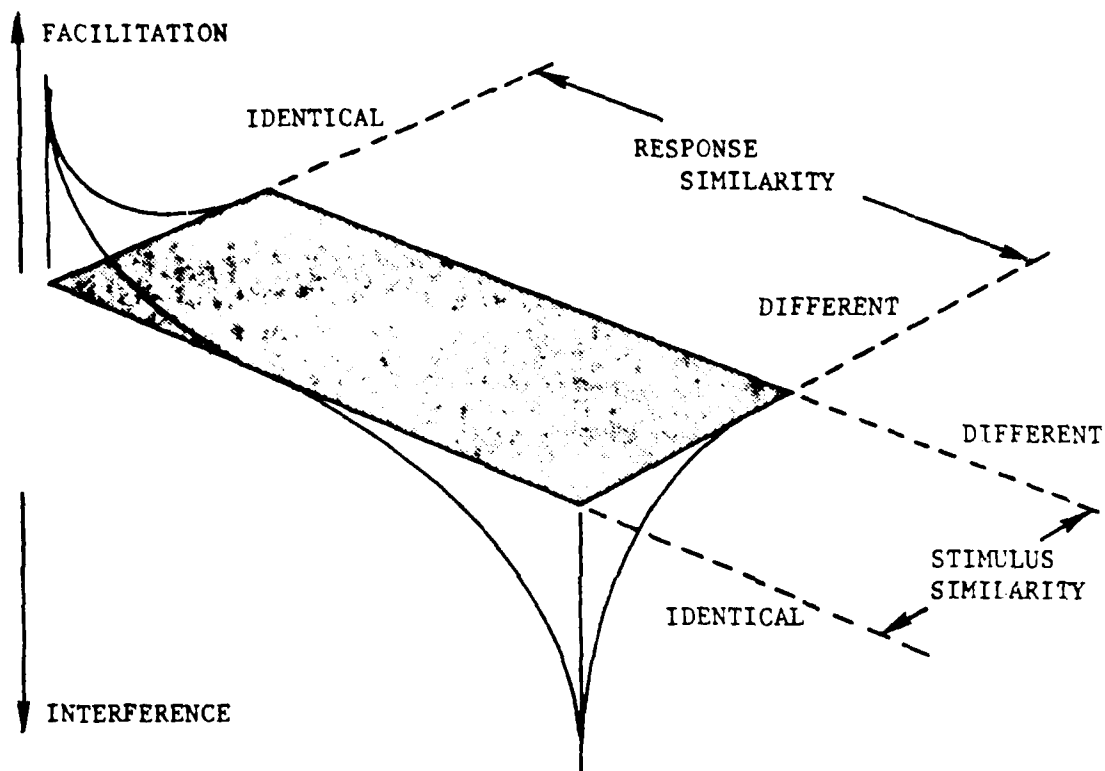 FACILITATION
IDENTICAL
RESPONSE
SIMILARITY
DIFFERENT
DIFFERENT
STIMULUS
SIMILARITY
IDENTICAL
INTERFERENCE